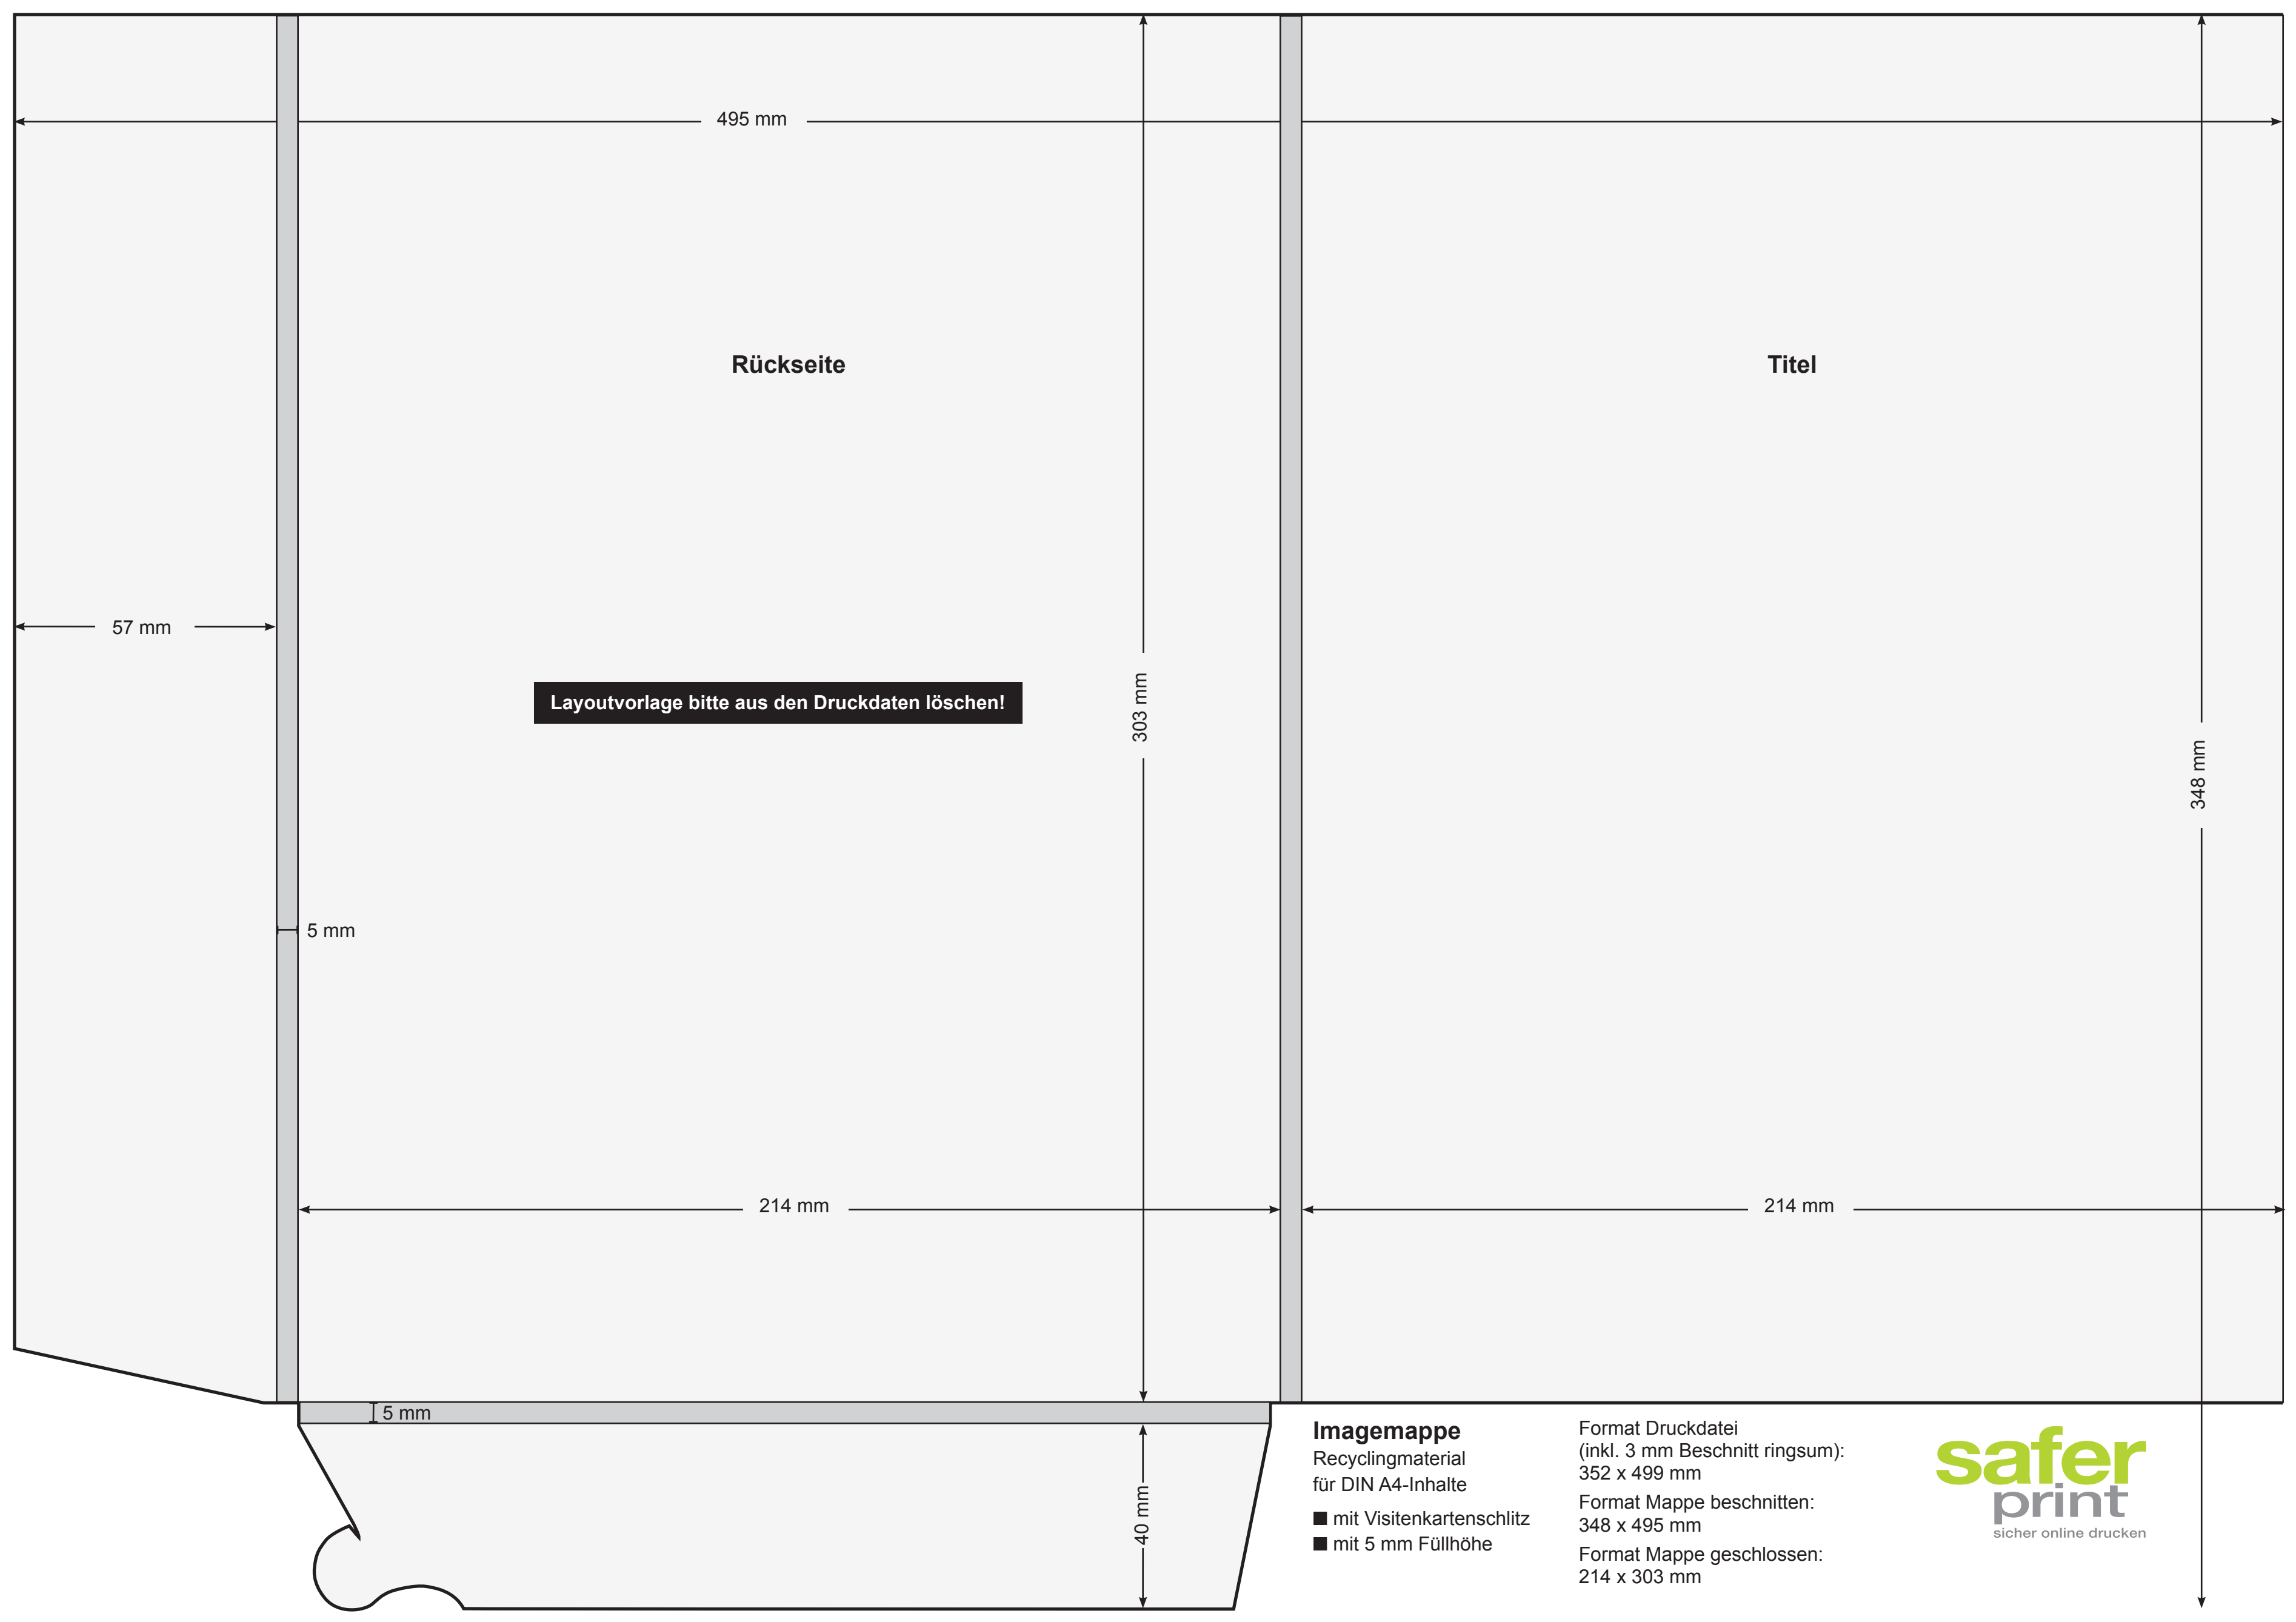 495 mm
Rückseite
Titel
57 mm
Layoutvorlage bitte aus den Druckdaten löschen!
303 mm
348 mm
5 mm
214 mm
214 mm
5 mm
40 mm
Imagemappe
Recyclingmaterial
für DIN A4-Inhalte
■ mit Visitenkartenschlitz
■ mit 5 mm Füllhöhe
Format Druckdatei
(inkl. 3 mm Beschnitt ringsum):
352 x 499 mm
Format Mappe beschnitten:
348 x 495 mm
Format Mappe geschlossen:
214 x 303 mm
safer
print
sicher online drucken